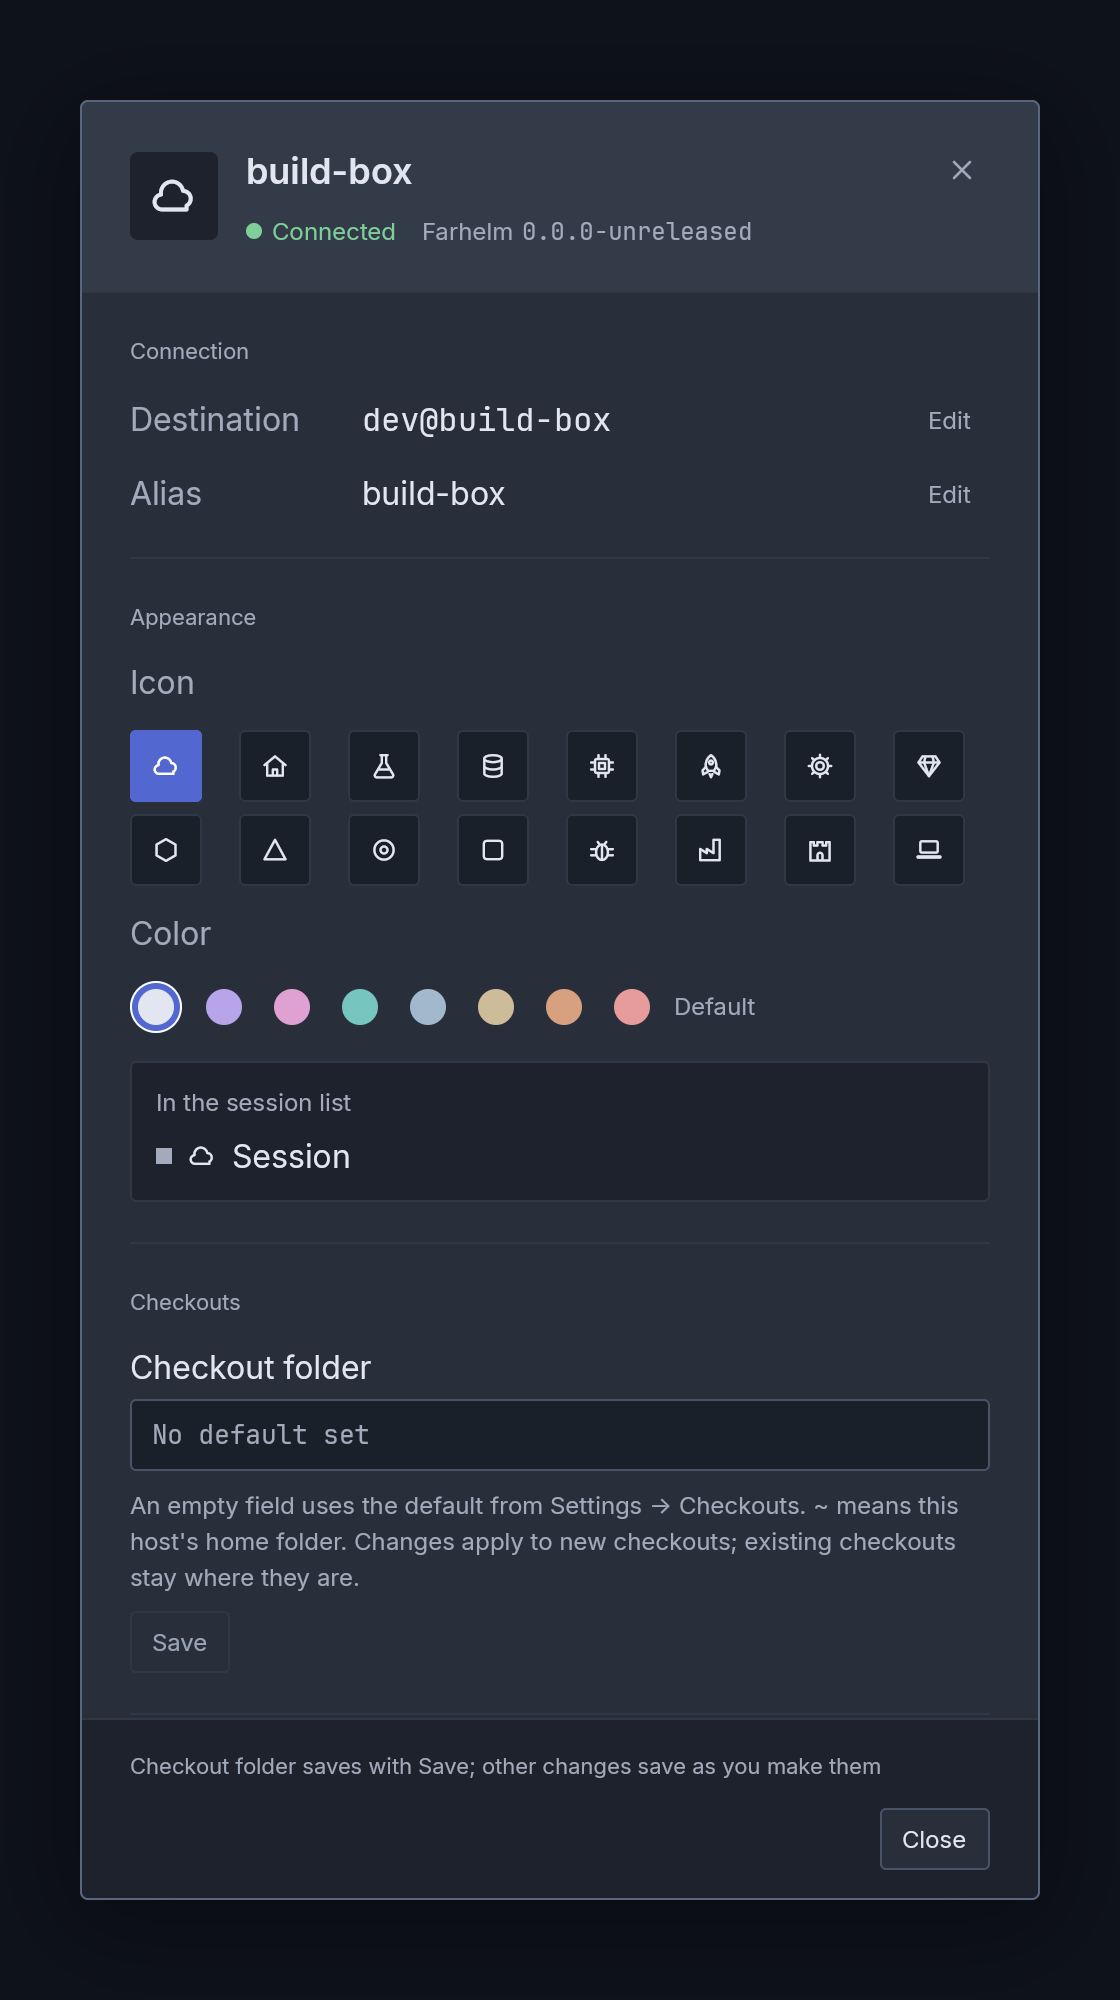 build-box
Connected Farhelm 0.0.0-unreleased
Connection
Destination dev@build-box Edit
Alias build-box Edit
Appearance
Icon
Color
Default
In the session list
Session
Checkouts
Checkout folder
No default set
An empty field uses the default from Settings → Checkouts. ~ means this
host's home folder. Changes apply to new checkouts; existing checkouts
stay where they are.
Save
Checkout folder saves with Save; other changes save as you make them
Close